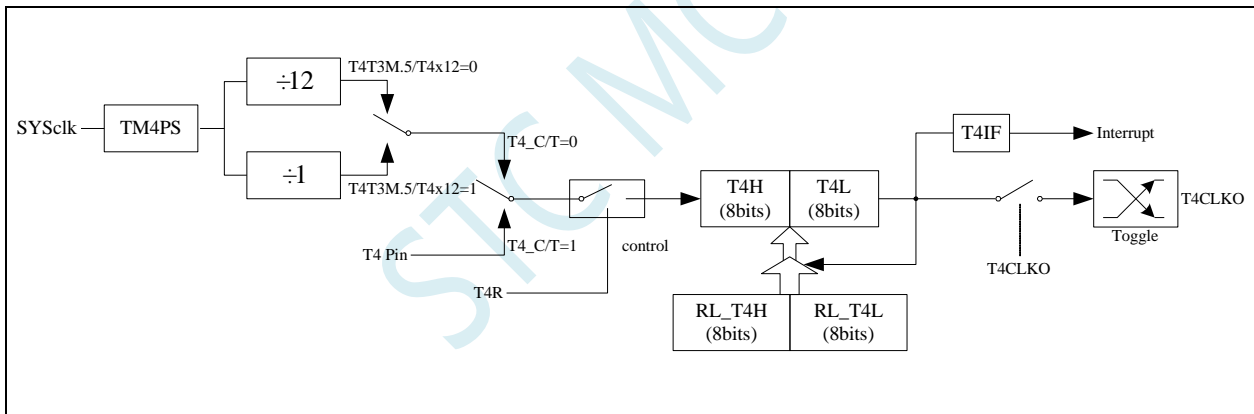 SYSclk
TM4PS
÷12
÷1
T4T3M.5/T4x12=0
T4T3M.5/T4x12=1
T4_C/T=0
T4_C/T=1
T4 Pin
T4R
control
T4H
(8bits)
T4L
(8bits)
RL_T4H
(8bits)
RL_T4L
(8bits)
T4IF
Interrupt
T4CLKO
Toggle
T4CLKO
STC MC